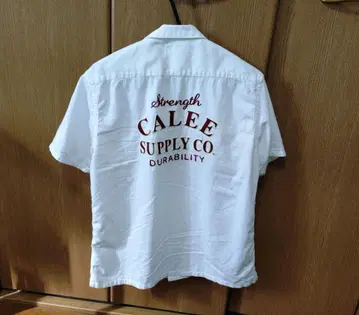 Strength
CALEE
SUPPLY CO.
DURABILITY